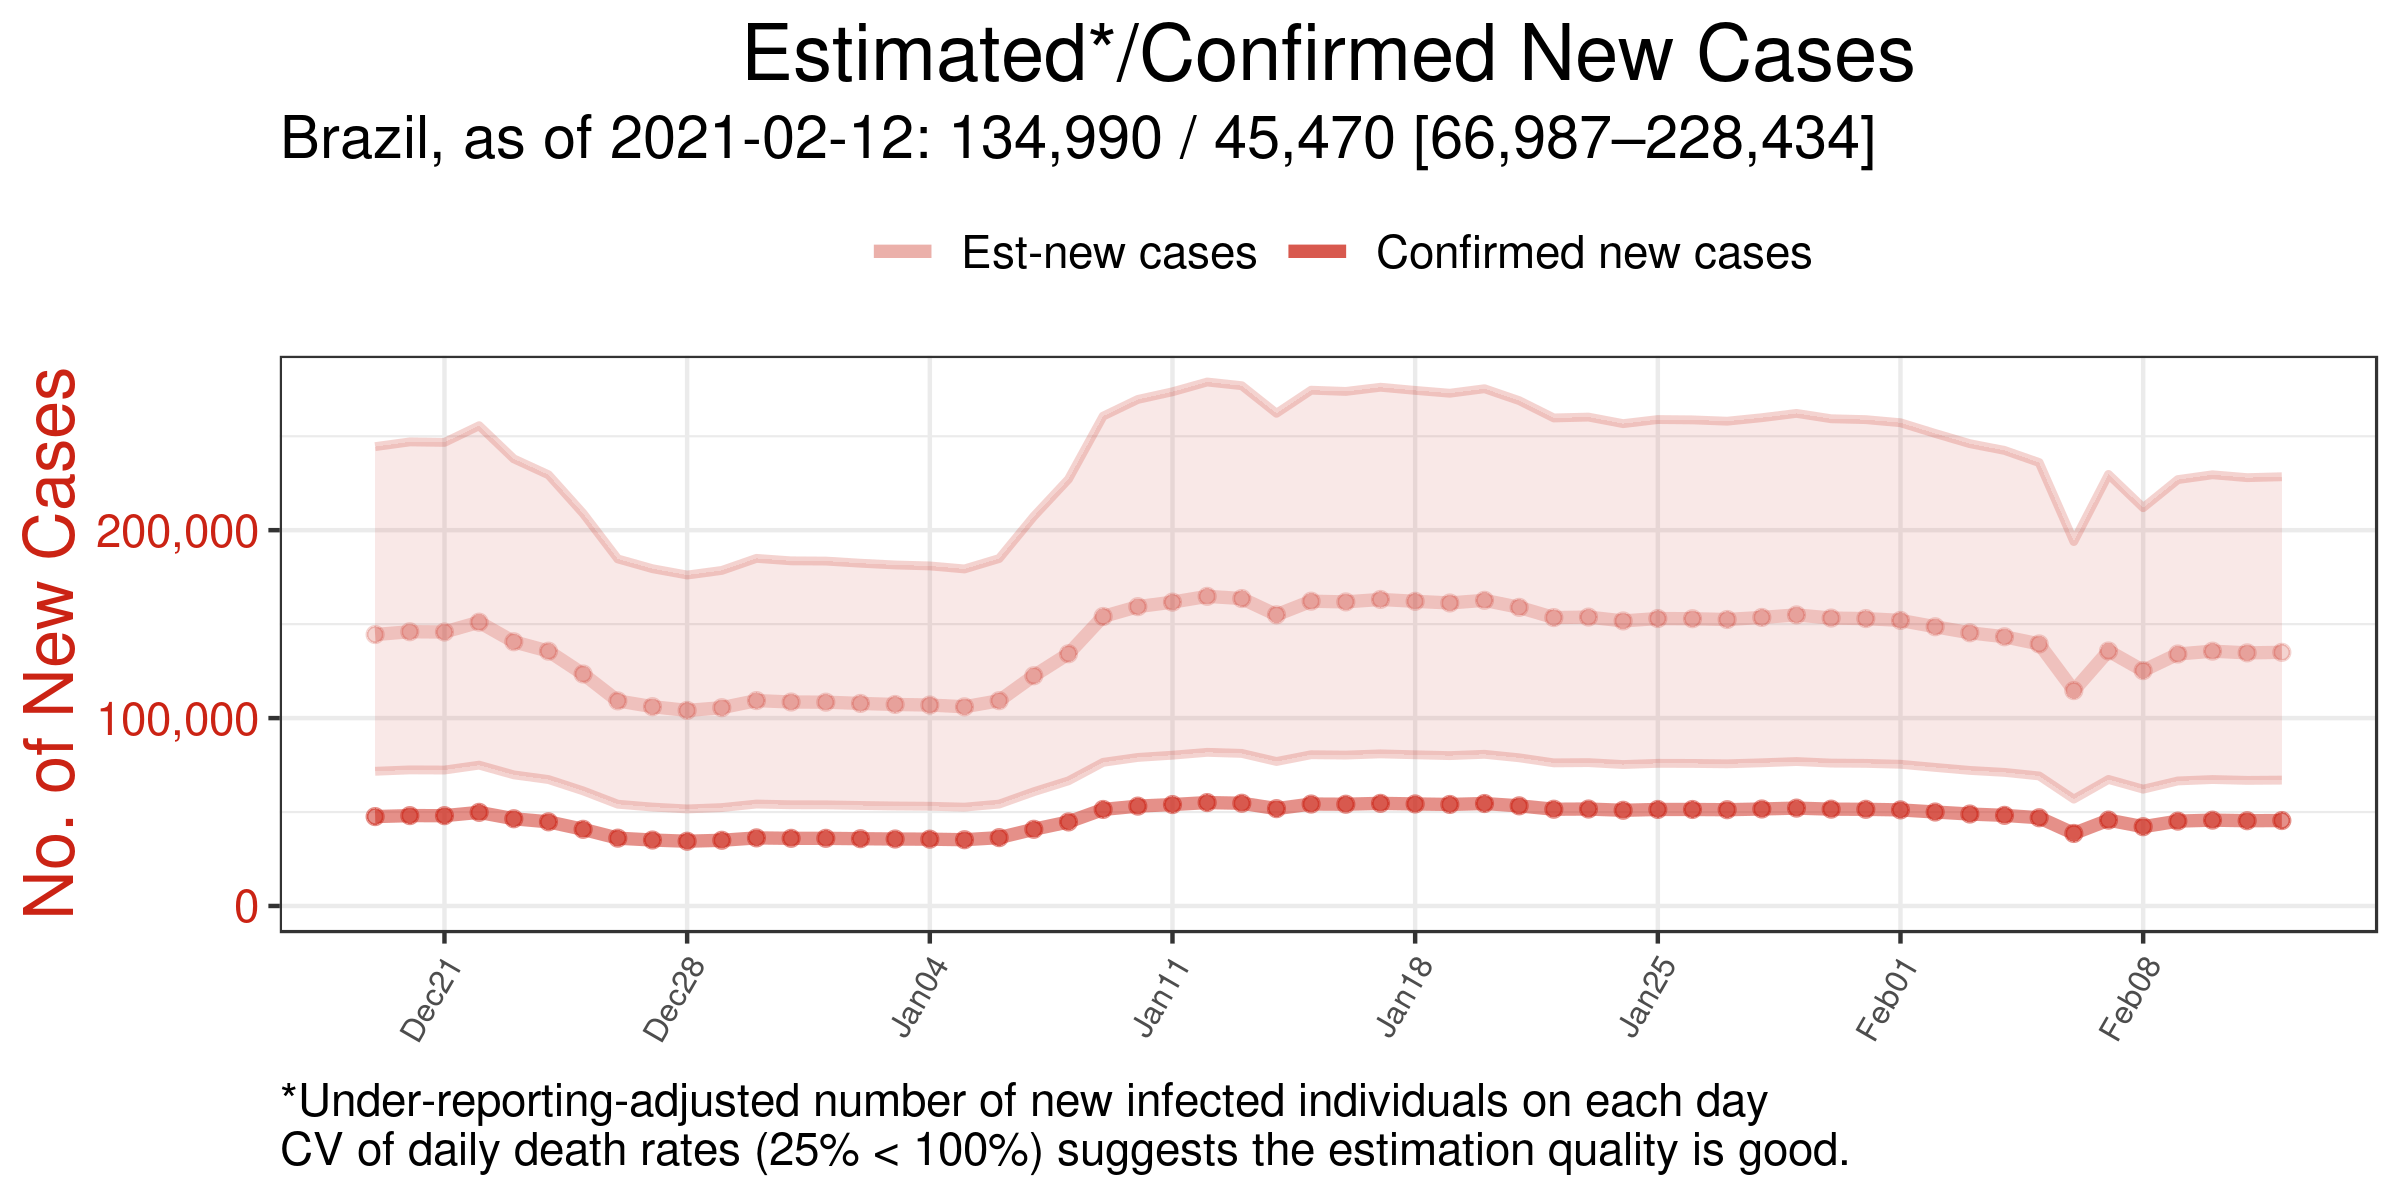 Estimated*/Confirmed New Cases
Brazil, as of 2021-02-12: 134,990 / 45,470 [66,987–228,434]
Est-new cases Confirmed new cases
No. of New Cases
200,000
100,000
0
Dec21 Dec28 Jan04 Jan11 Jan18 Jan25 Feb01 Feb08
*Under-reporting-adjusted number of new infected individuals on each day
CV of daily death rates (25% < 100%) suggests the estimation quality is good.